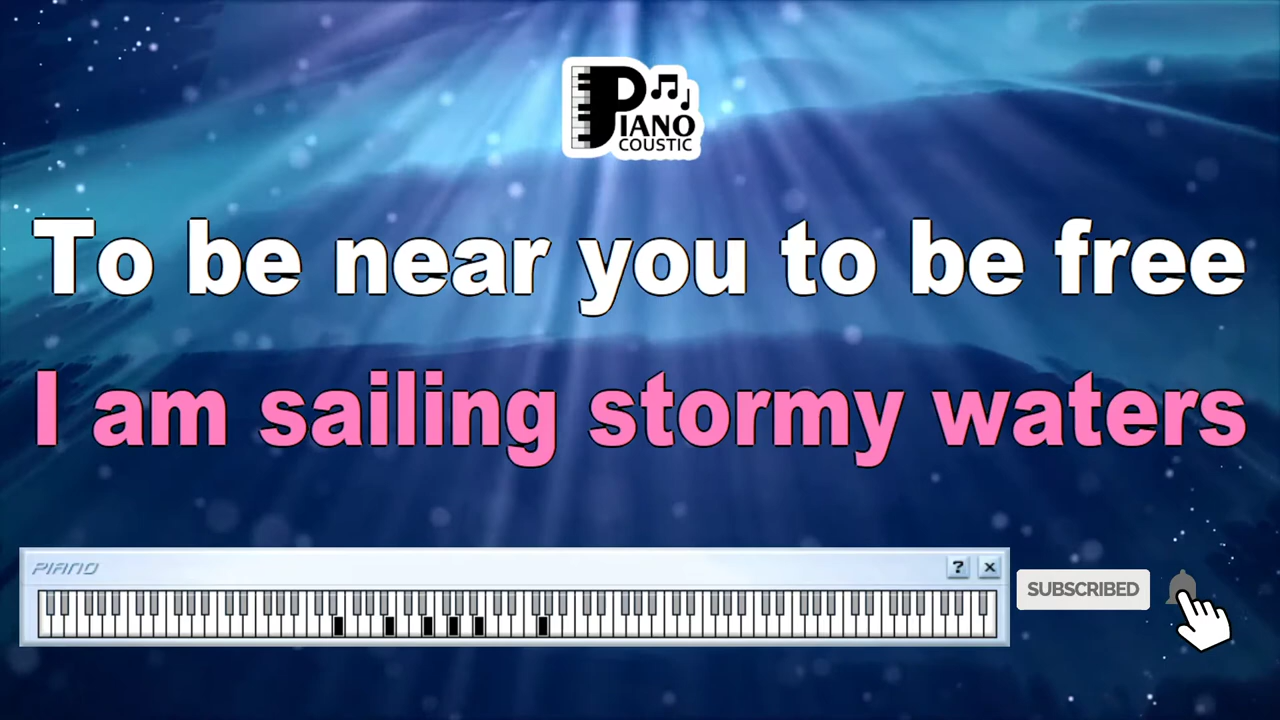 PIANO
COUSTIC
To be near you to be free
I am sailing stormy waters
PIANO
?
×
SUBSCRIBED